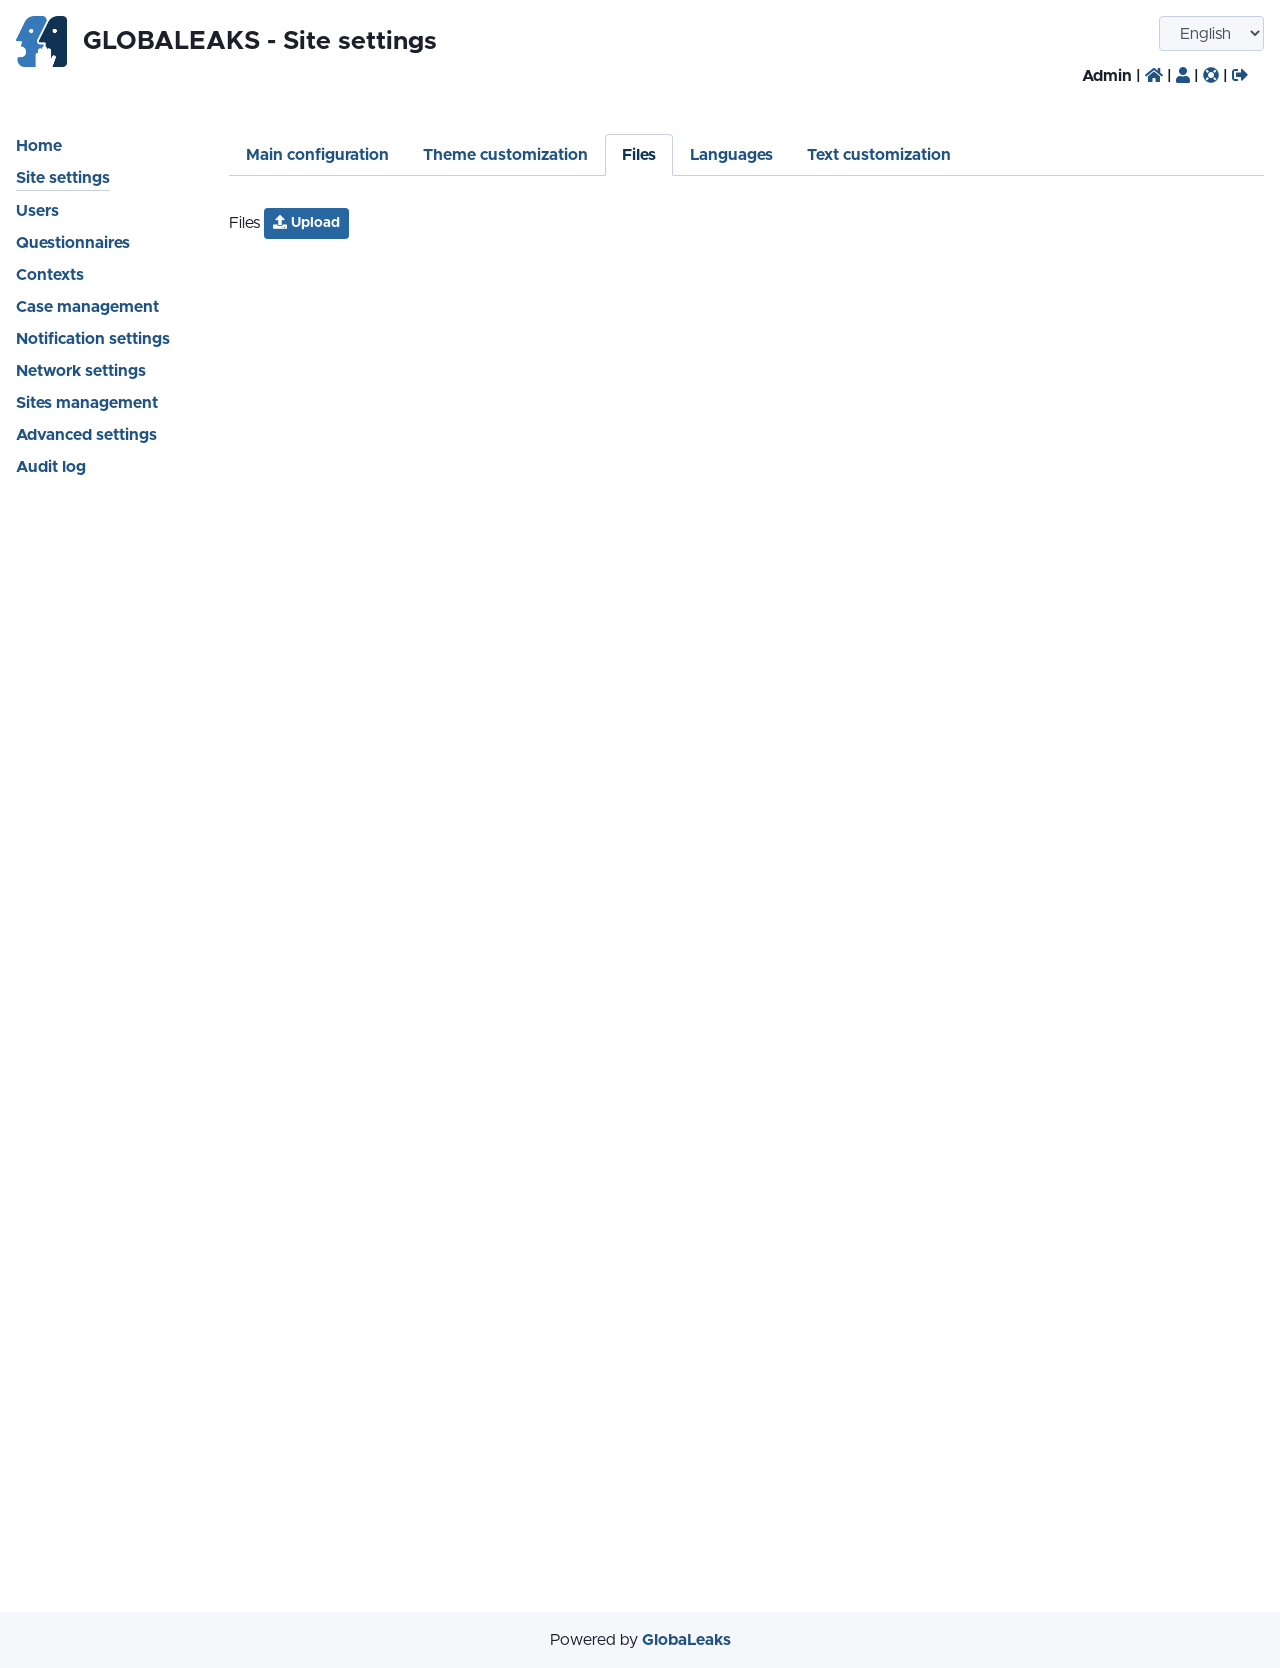 GLOBALEAKS - Site settings
English
Admin | | | |
Home
Site settings
Users
Questionnaires
Contexts
Case management
Notification settings
Network settings
Sites management
Advanced settings
Audit log
Main configuration
Theme customization
Files
Languages
Text customization
Files Upload
Powered by GlobaLeaks